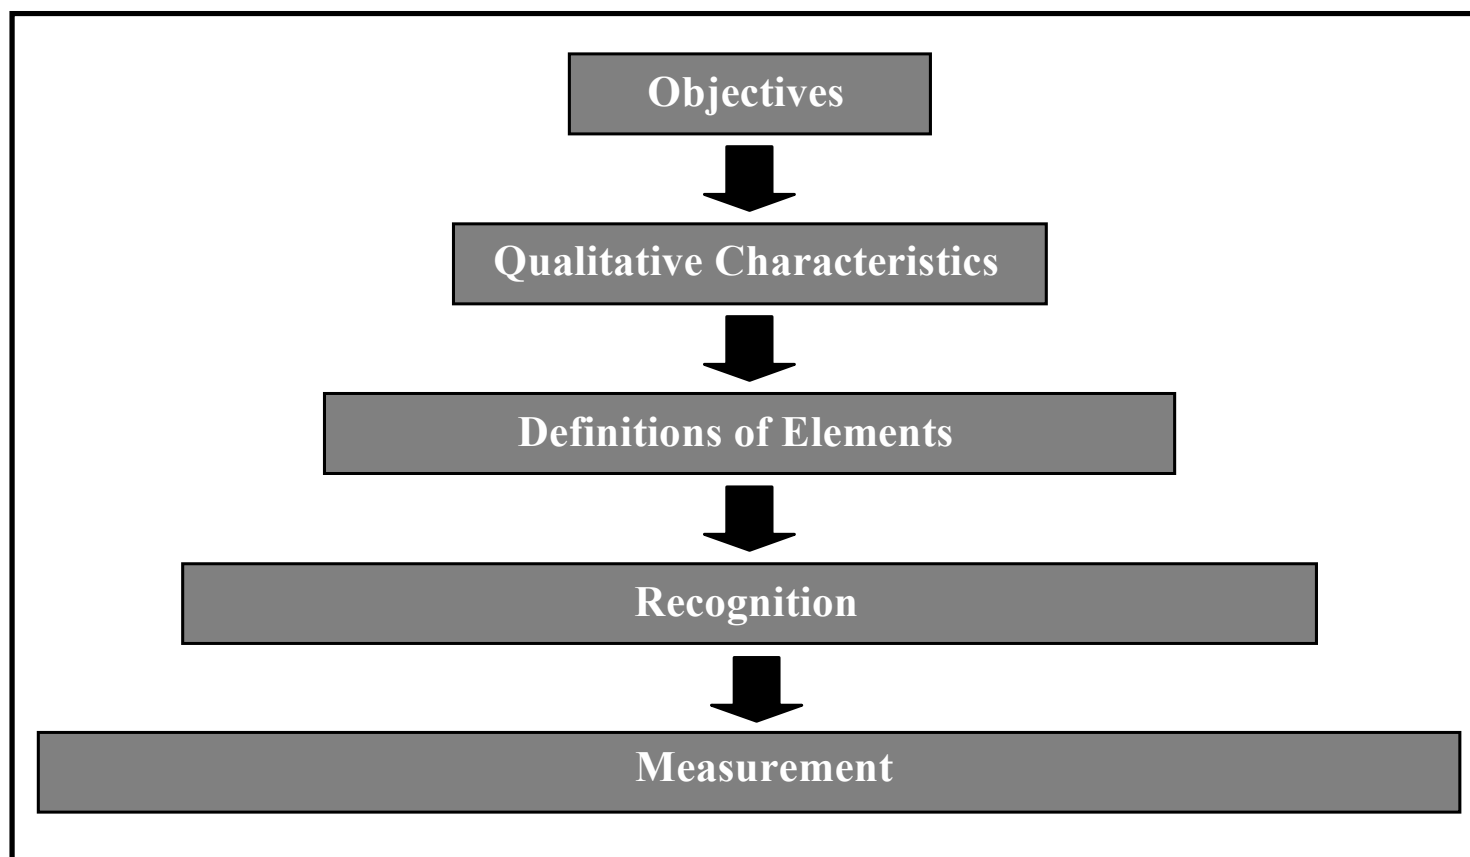 Objectives
Qualitative Characteristics
Definitions of Elements
Recognition
Measurement